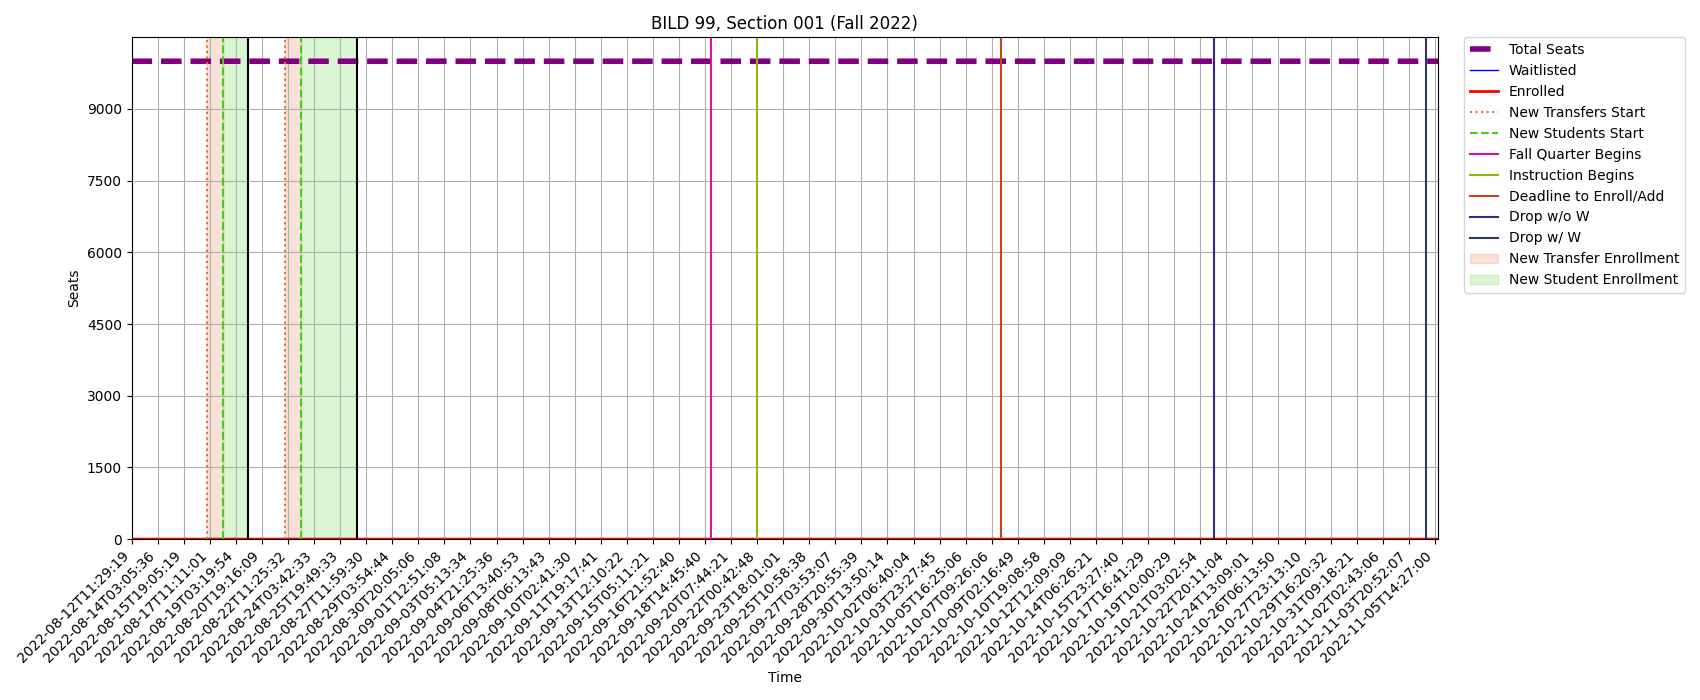 BILD 99, Section 001 (Fall 2022)
Total Seats
Waitlisted
Enrolled
New Transfers Start
New Students Start
Fall Quarter Begins
Instruction Begins
Deadline to Enroll/Add
Drop w/o W
Drop w/ W
New Transfer Enrollment
New Student Enrollment
Seats
9000
7500
6000
4500
3000
1500
0
2022-08-12T11:29:19
2022-08-14T03:05:36
2022-08-15T19:05:19
2022-08-17T11:11:01
2022-08-19T03:19:54
2022-08-20T19:16:09
2022-08-22T11:25:32
2022-08-24T03:42:33
2022-08-25T19:49:33
2022-08-27T11:59:30
2022-08-29T03:54:44
2022-08-30T20:05:06
2022-09-01T12:51:08
2022-09-03T05:13:34
2022-09-04T21:25:36
2022-09-06T13:40:53
2022-09-08T06:13:43
2022-09-10T02:41:30
2022-09-11T19:17:41
2022-09-13T12:10:22
2022-09-15T05:11:21
2022-09-16T21:52:40
2022-09-18T14:45:40
2022-09-20T07:44:21
2022-09-22T00:42:48
2022-09-23T18:01:01
2022-09-25T10:58:38
2022-09-27T03:53:07
2022-09-28T20:55:39
2022-09-30T13:50:14
2022-10-02T06:40:04
2022-10-03T23:27:45
2022-10-05T16:25:06
2022-10-07T09:26:06
2022-10-09T02:16:49
2022-10-10T19:08:58
2022-10-12T12:09:09
2022-10-14T06:26:21
2022-10-15T23:27:40
2022-10-17T16:41:29
2022-10-19T10:00:29
2022-10-21T03:02:54
2022-10-22T20:11:04
2022-10-24T13:09:01
2022-10-26T06:13:50
2022-10-27T23:13:10
2022-10-29T16:20:32
2022-10-31T09:18:21
2022-11-02T02:43:06
2022-11-03T20:52:07
2022-11-05T14:27:00
Time